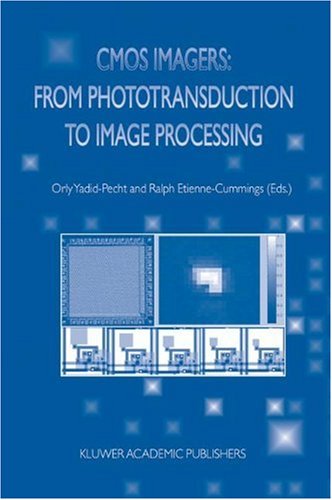 CMOS IMAGERS:
FROM PHOTOTRANSDUCTION
TO IMAGE PROCESSING
Orly Yadid-Pecht and Ralph Etienne-Cummings (Eds.)
KLUWER ACADEMIC PUBLISHERS